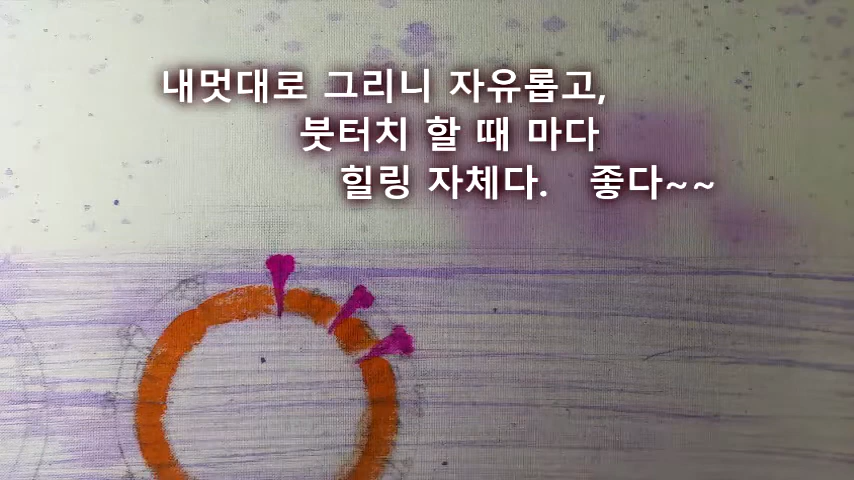 내멋대로 그리니 자유롭고,
붓터치 할 때 마다
힐링 자체다. 좋다~~